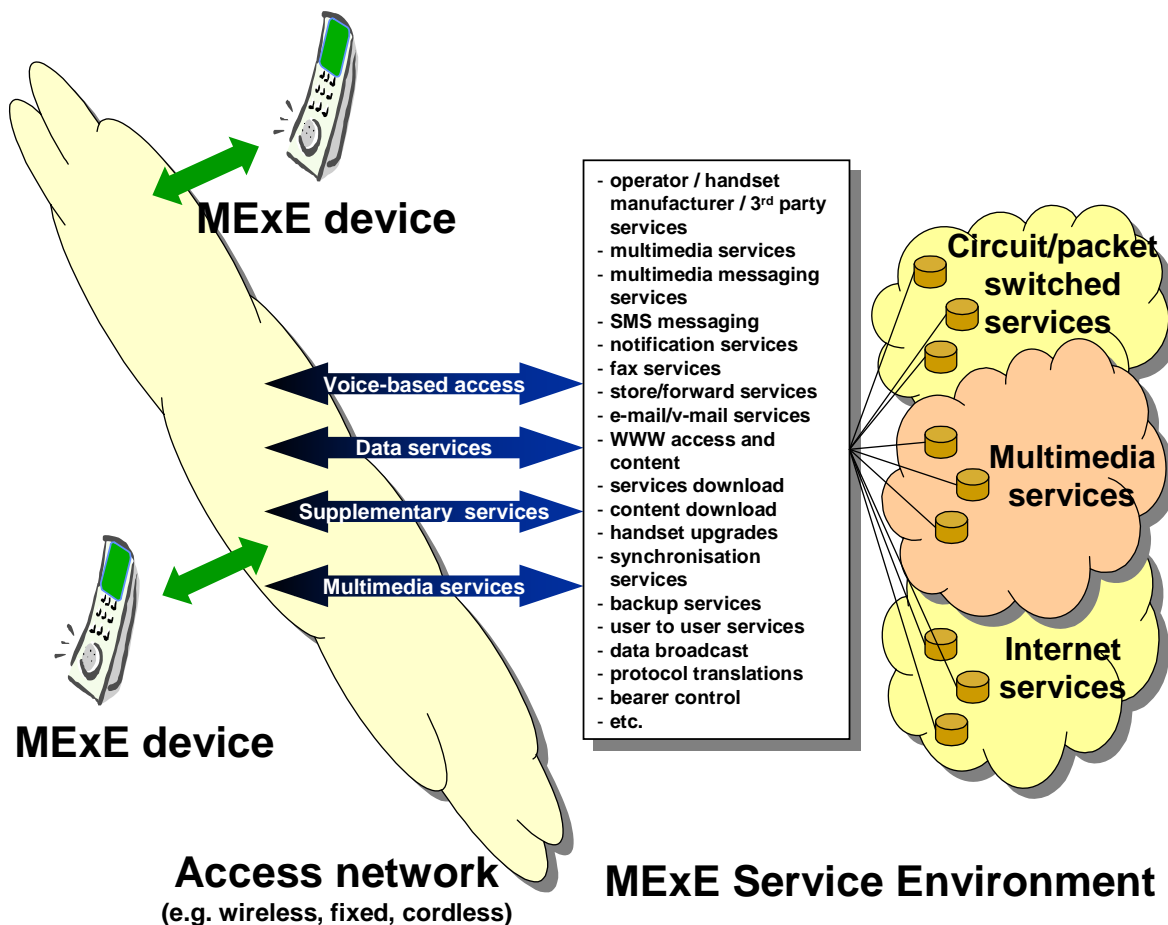 MExE device
- operator / handset
manufacturer / 3rd party
services
- multimedia services
- multimedia messaging
services
- SMS messaging
- notification services
- fax services
- store/forward services
- e-mail/v-mail services
- WWW access and
content
- services download
- content download
- handset upgrades
- synchronisation
services
- backup services
- user to user services
- data broadcast
- protocol translations
- bearer control
- etc.
Circuit/packet
switched
services
Voice-based access
Data services
Supplementary services
Multimedia services
Multimedia
services
Internet
services
MExE device
Access network
(e.g. wireless, fixed, cordless)
MExE Service Environment